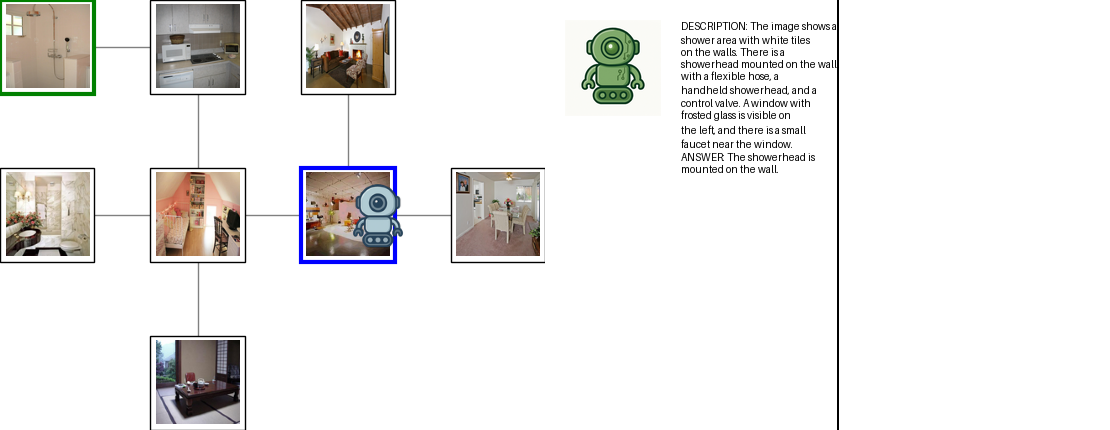 DESCRIPTION: The image shows a
shower area with white tiles
on the walls. There is a
showerhead mounted on the wall
with a flexible hose, a
handheld showerhead, and a
control valve. A window with
frosted glass is visible on
the left, and there is a small
faucet near the window.
ANSWER: The showerhead is
mounted on the wall.